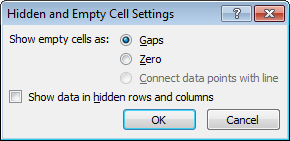 Hidden and Empty Cell Settings
Show empty cells as: Gaps
Zero
Connect data points with line
Show data in hidden rows and columns
OK Cancel